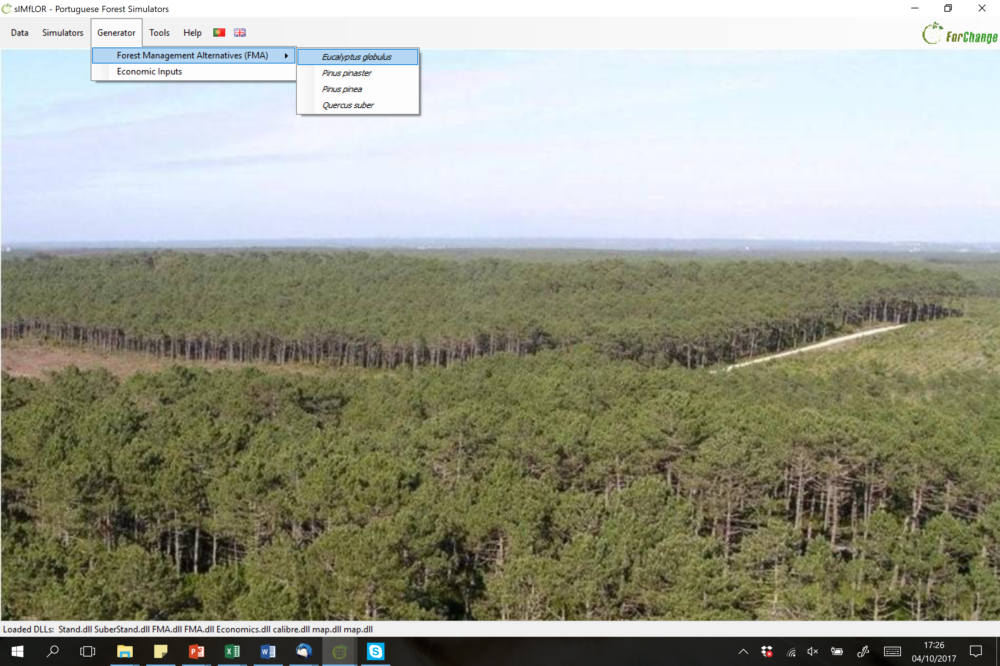 sIMfLOR - Portuguese Forest Simulators
Data Simulators Generator Tools Help
ForChange
Forest Management Alternatives (FMA)
Economic Inputs
Eucalyptus globulus
Pinus pinaster
Pinus pinea
Quercus suber
Loaded DLLs: Stand.dll SuberStand.dll FMA.dll FMA.dll Economics.dll calibre.dll map.dll map.dll
17:26
04/10/2017